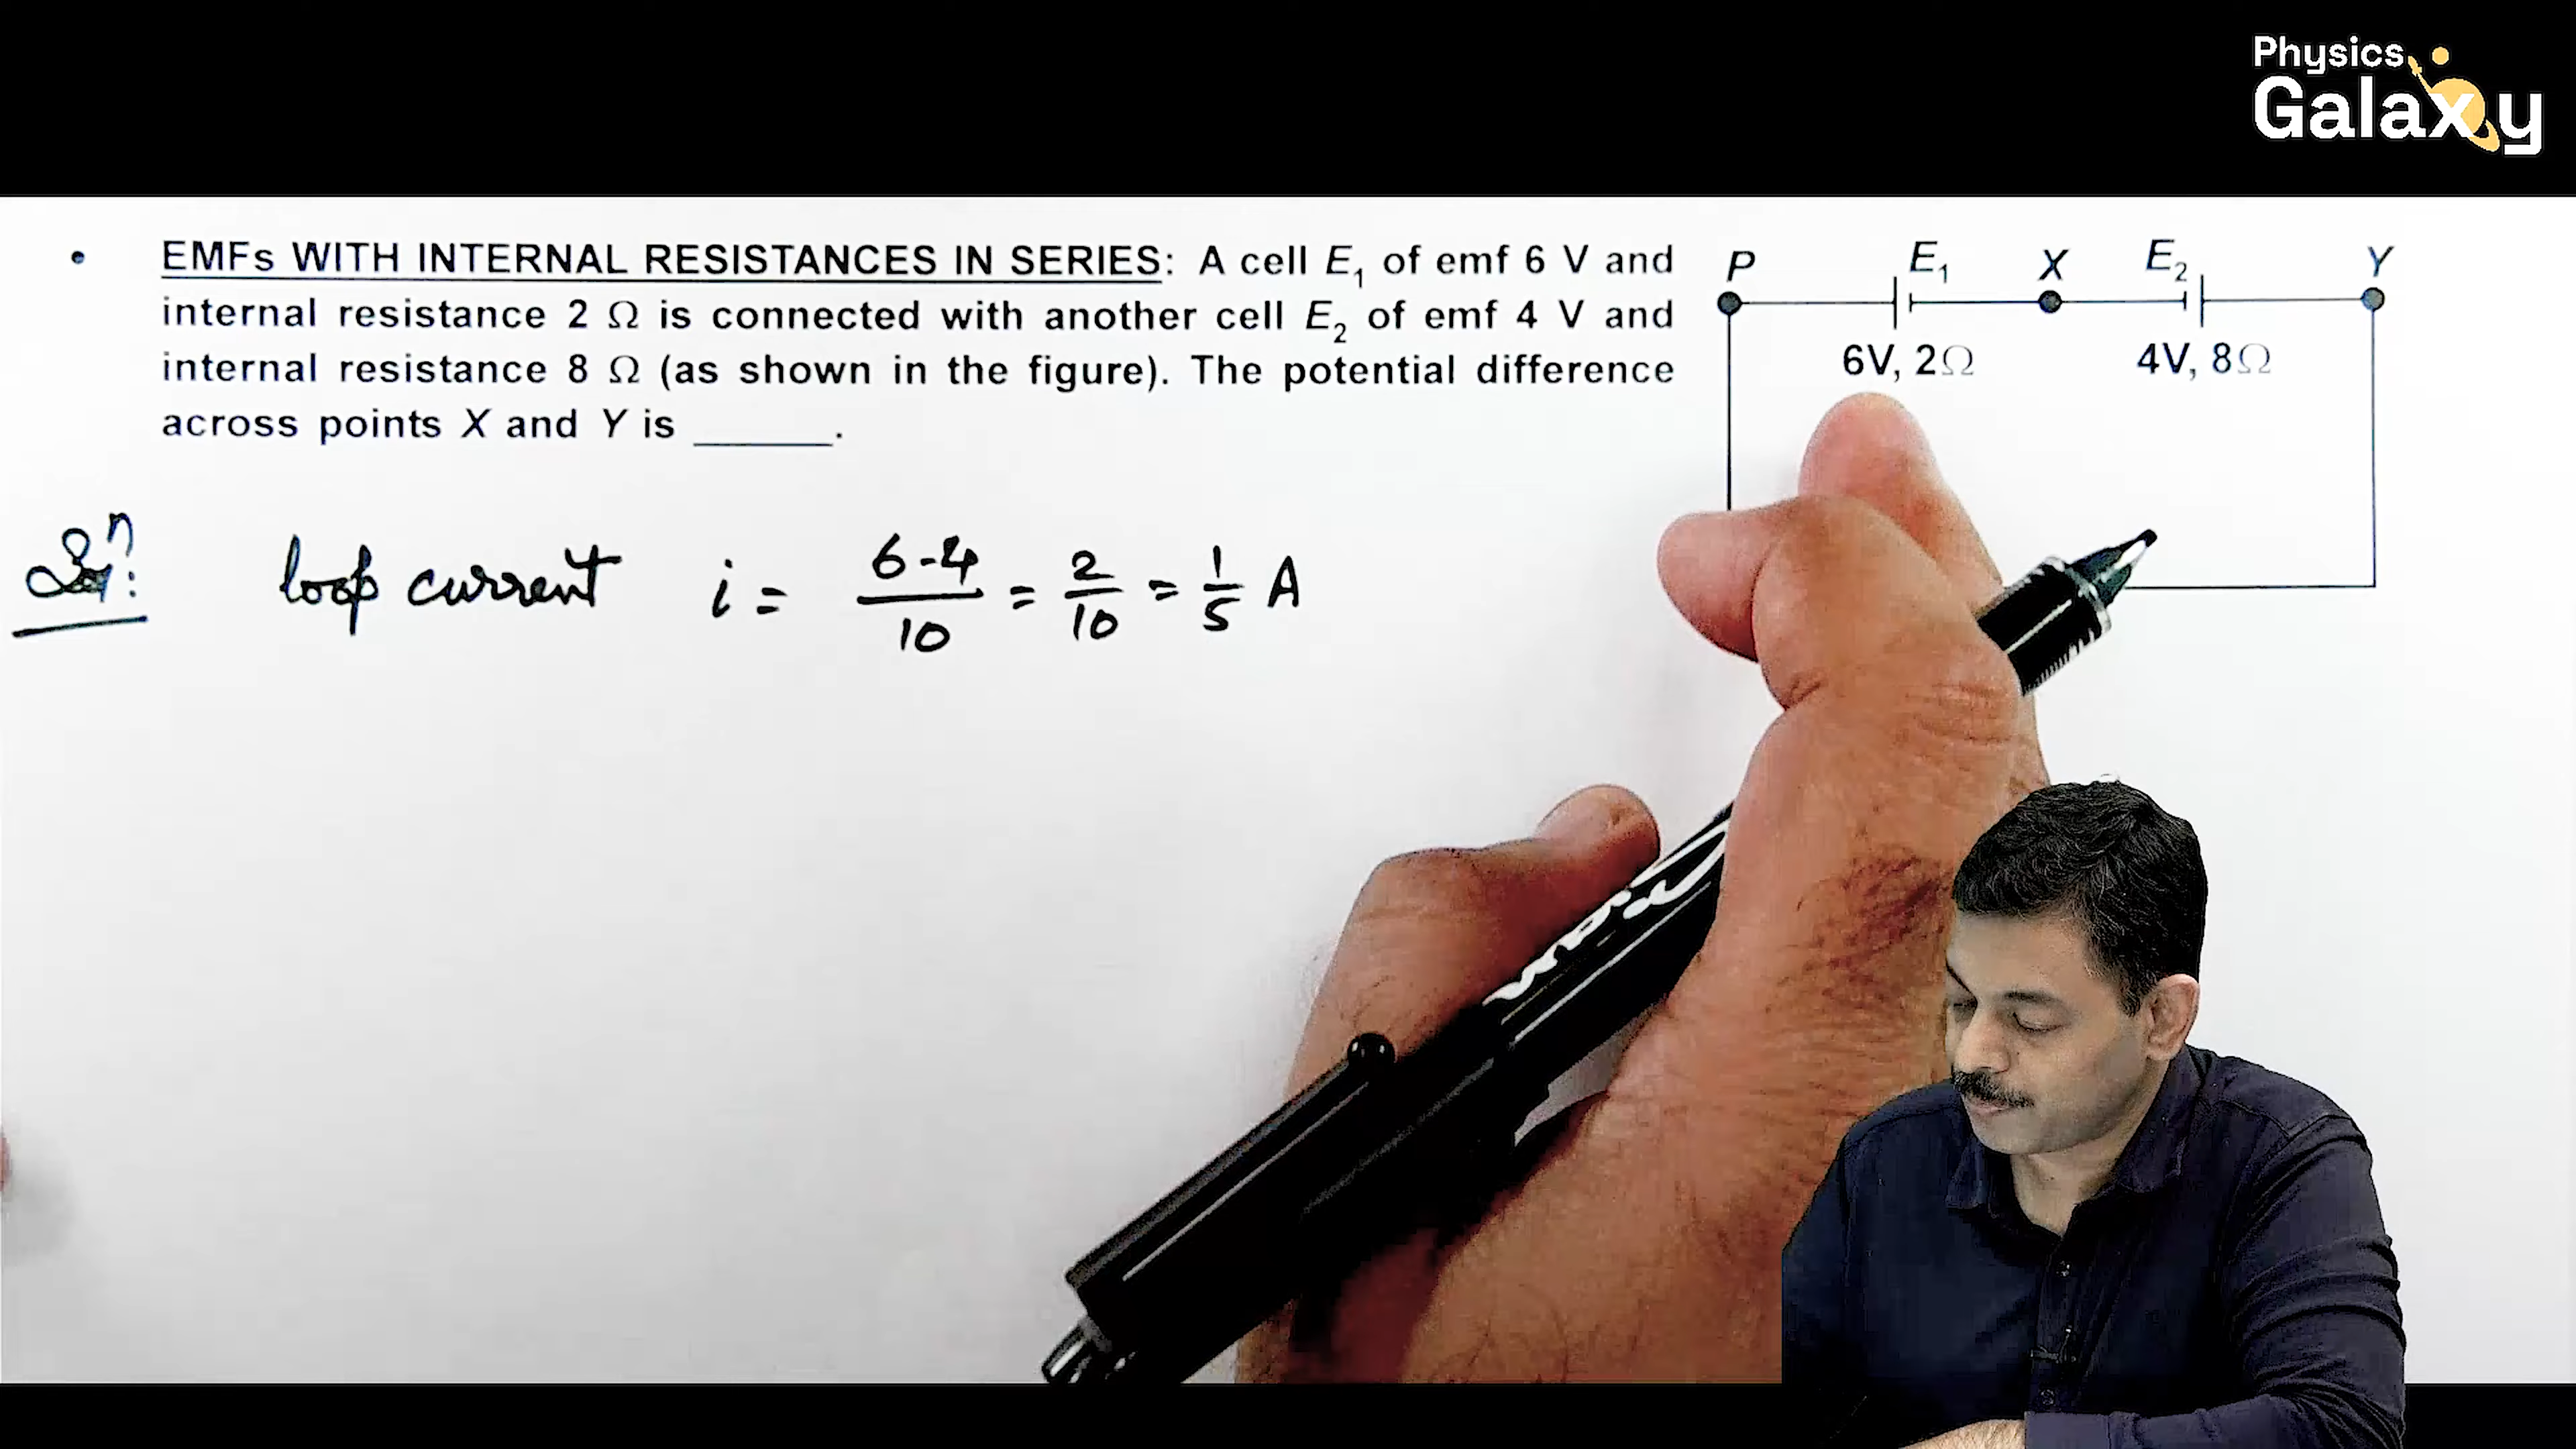 Physics
Galaxy
• EMFs WITH INTERNAL RESISTANCES IN SERIES: A cell E₁ of emf 6 V and
internal resistance 2 Ω is connected with another cell E₂ of emf 4 V and
internal resistance 8 Ω (as shown in the figure). The potential difference
across points X and Y is ______.
P E₁ X E₂ Y
6V, 2Ω 4V, 8Ω
Solⁿ: loop current i = (6-4)/10 = 2/10 = 1/5 A